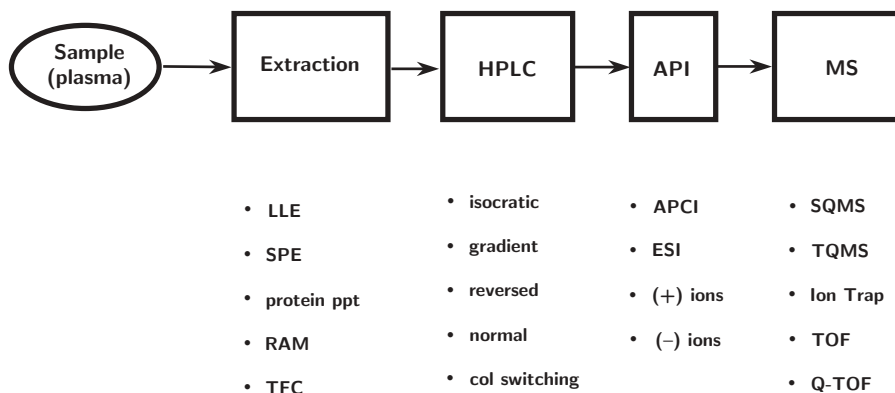 Sample
(plasma)
Extraction
HPLC
API
MS
• LLE
• SPE
• protein ppt
• RAM
• TFC
• isocratic
• gradient
• reversed
• normal
• col switching
• APCI
• ESI
• (+) ions
• (–) ions
• SQMS
• TQMS
• Ion Trap
• TOF
• Q-TOF